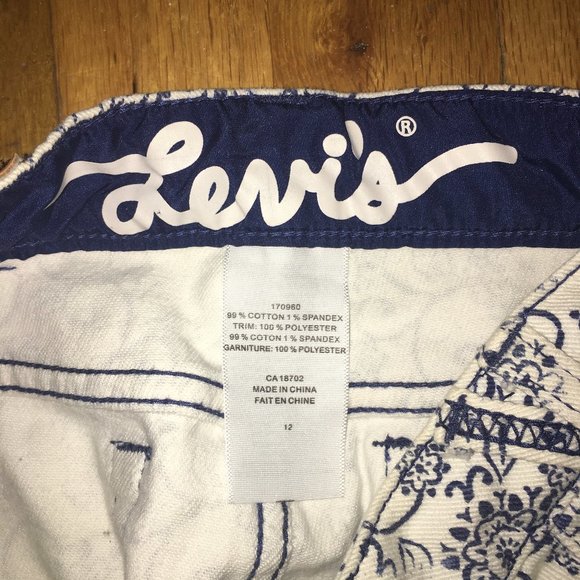 Levi's®
170960
99 % COTTON 1 % SPANDEX
TRIM: 100 % POLYESTER
99 % COTON 1 % SPANDEX
GARNITURE: 100 % POLYESTER
CA 18702
MADE IN CHINA
FAIT EN CHINE
12